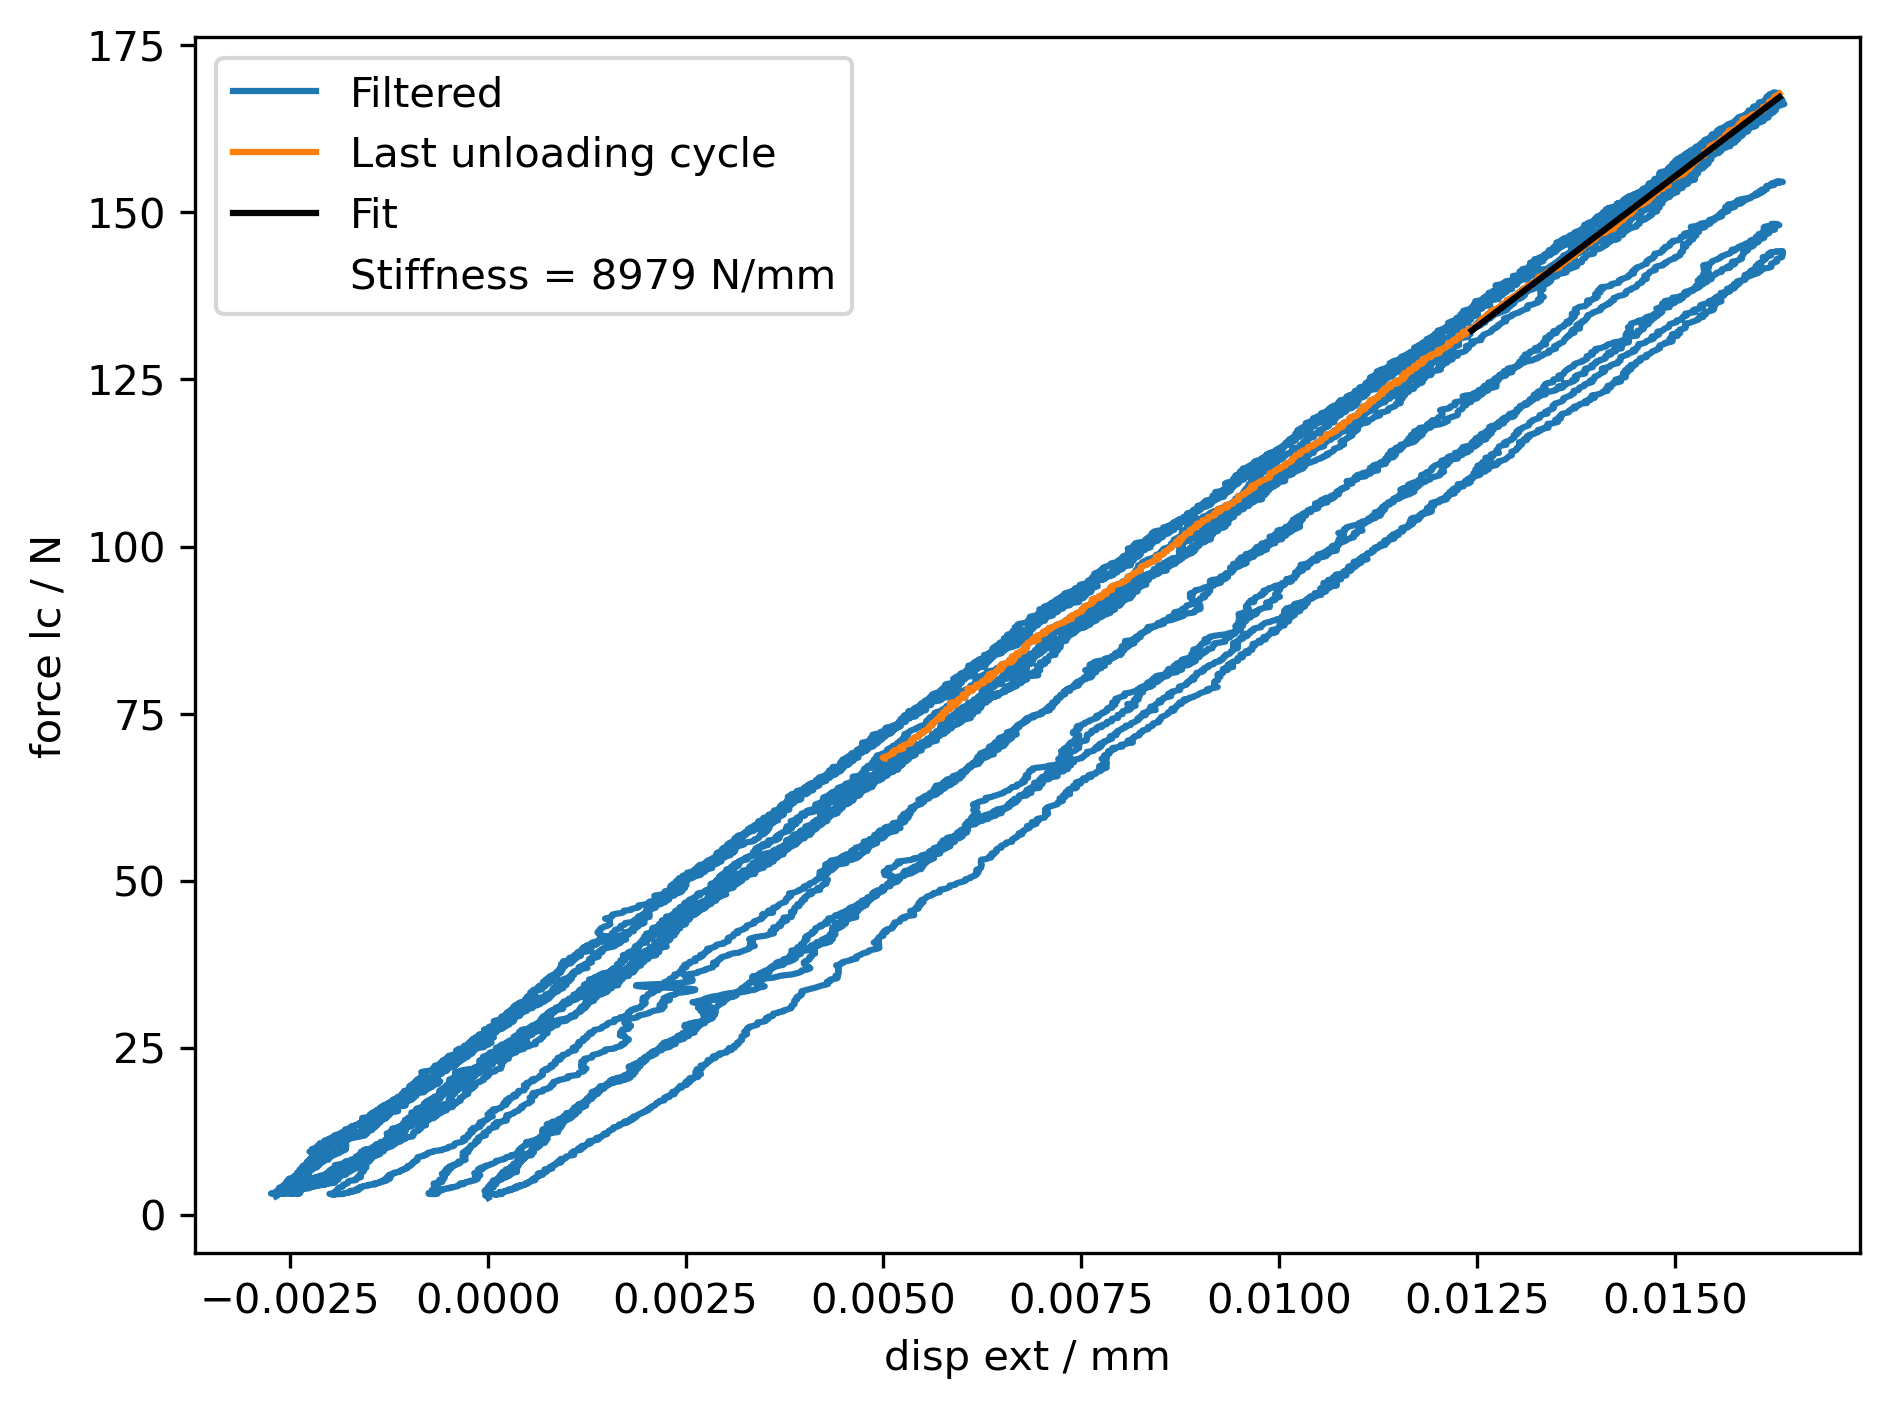 175
Filtered
Last unloading cycle
Fit
Stiffness = 8979 N/mm
150
125
100
75
50
25
0
force lc / N
−0.0025 0.0000 0.0025 0.0050 0.0075 0.0100 0.0125 0.0150
disp ext / mm